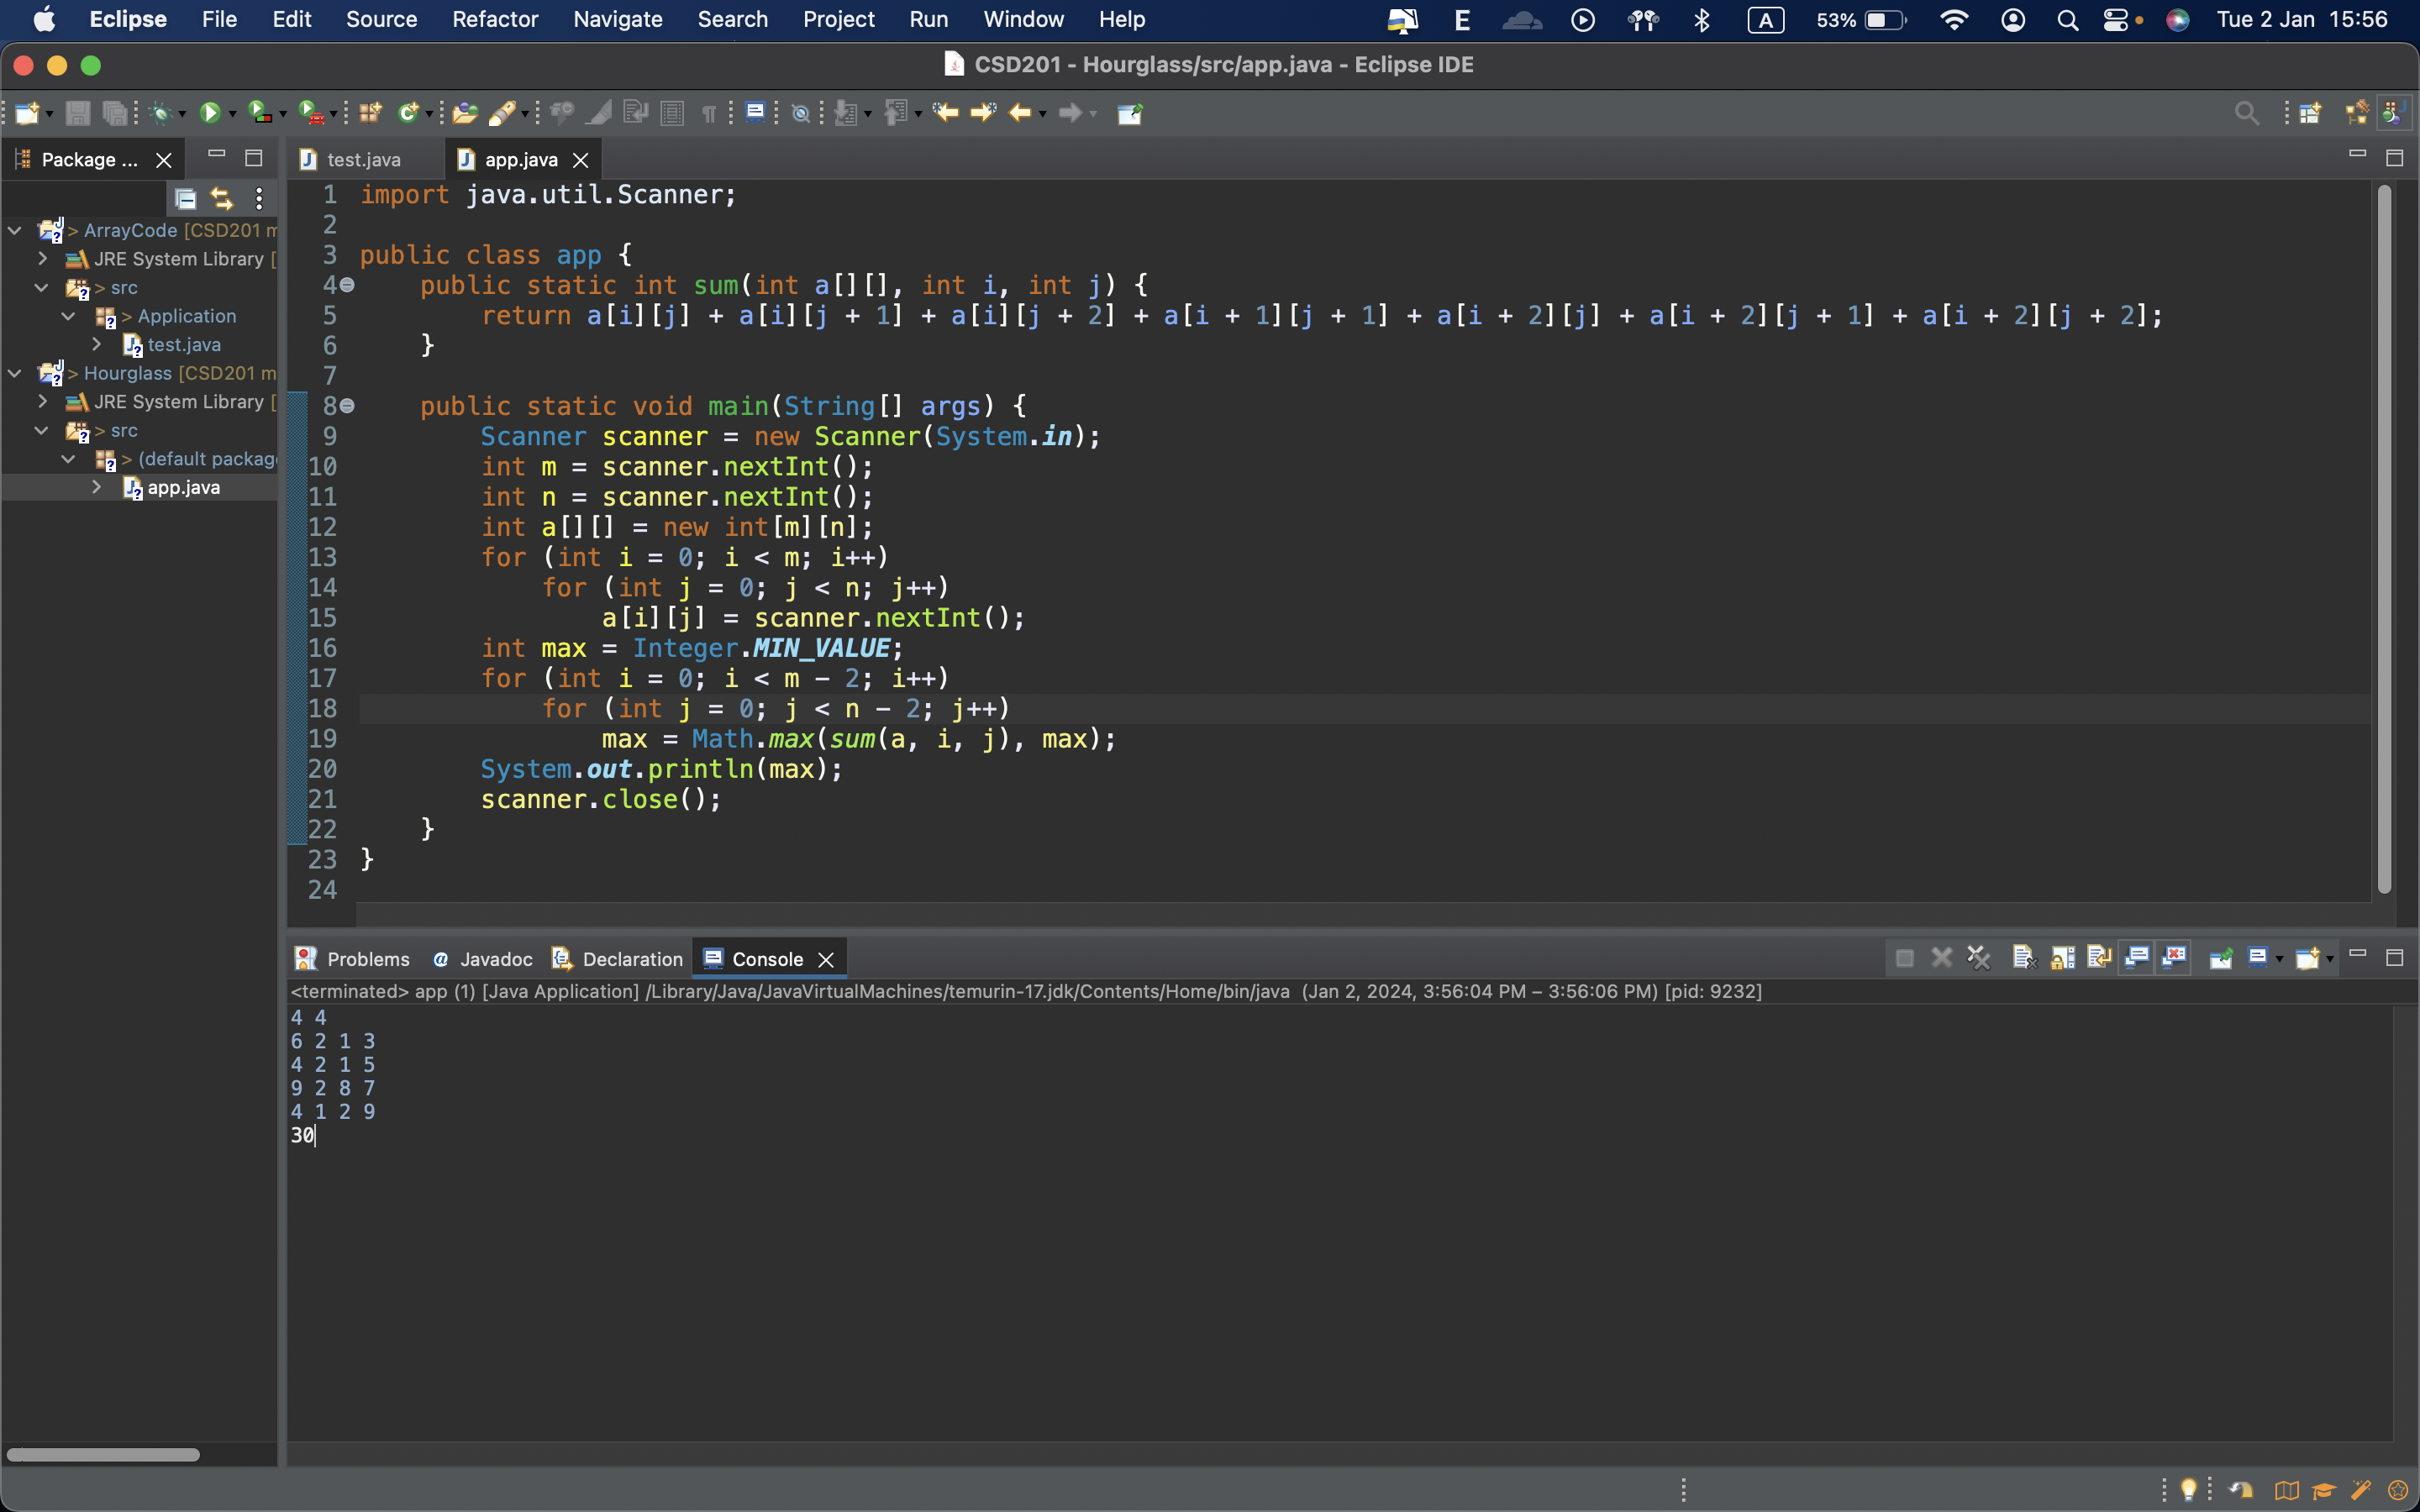 Eclipse File Edit Source Refactor Navigate Search Project Run Window Help E A 53% Tue 2 Jan 15:56
CSD201 - Hourglass/src/app.java - Eclipse IDE
Package ...
> ArrayCode [CSD201 m
JRE System Library [
> src
> Application
test.java
> Hourglass [CSD201 m
JRE System Library [
> src
> (default packag
app.java
test.java app.java
1 import java.util.Scanner;
2
3 public class app {
4 public static int sum(int a[][], int i, int j) {
5 return a[i][j] + a[i][j + 1] + a[i][j + 2] + a[i + 1][j + 1] + a[i + 2][j] + a[i + 2][j + 1] + a[i + 2][j + 2];
6 }
7
8 public static void main(String[] args) {
9 Scanner scanner = new Scanner(System.in);
10 int m = scanner.nextInt();
11 int n = scanner.nextInt();
12 int a[][] = new int[m][n];
13 for (int i = 0; i < m; i++)
14 for (int j = 0; j < n; j++)
15 a[i][j] = scanner.nextInt();
16 int max = Integer.MIN_VALUE;
17 for (int i = 0; i < m - 2; i++)
18 for (int j = 0; j < n - 2; j++)
19 max = Math.max(sum(a, i, j), max);
20 System.out.println(max);
21 scanner.close();
22 }
23 }
24
Problems @ Javadoc Declaration Console
<terminated> app (1) [Java Application] /Library/Java/JavaVirtualMachines/temurin-17.jdk/Contents/Home/bin/java (Jan 2, 2024, 3:56:04 PM – 3:56:06 PM) [pid: 9232]
4 4
6 2 1 3
4 2 1 5
9 2 8 7
4 1 2 9
30